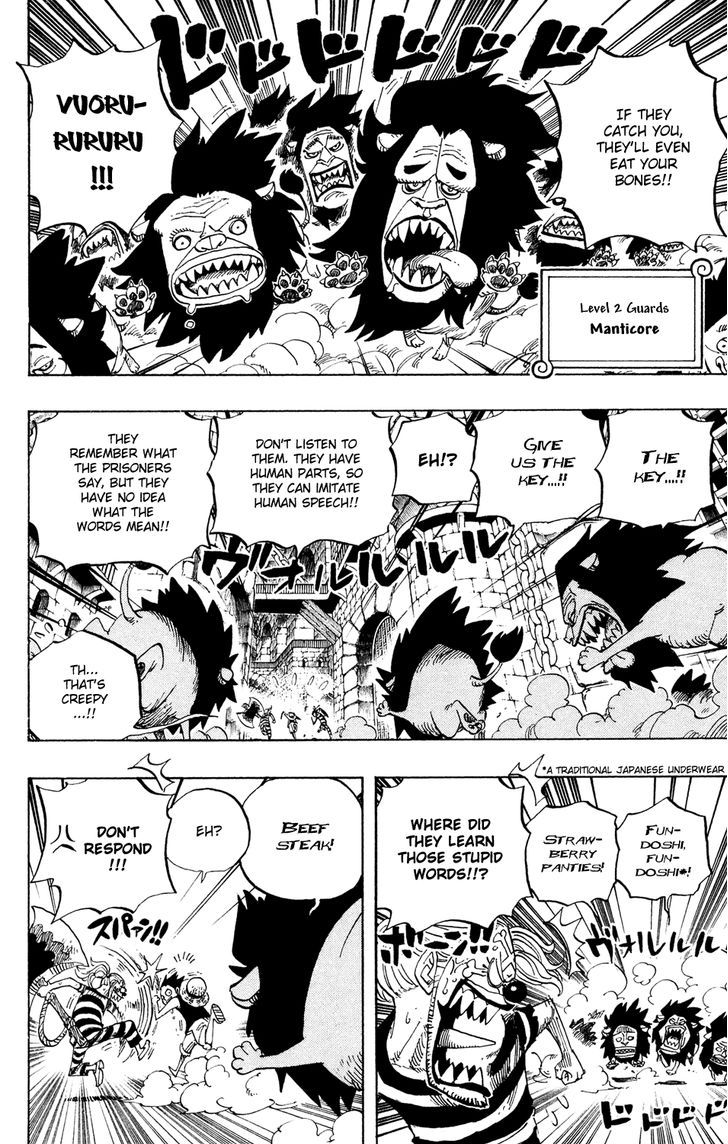 ドドドドドド
IF THEY
CATCH YOU,
THEY'LL EVEN
EAT YOUR
BONES!!
VUORU-
RURURU
!!!
Level 2 Guards
Manticore
THE
KEY....!!
GIVE
US THE
KEY....!!
EH!?
DON'T LISTEN TO
THEM. THEY HAVE
HUMAN PARTS, SO
THEY CAN IMITATE
HUMAN SPEECH!!
THEY
REMEMBER WHAT
THE PRISONERS
SAY, BUT THEY
HAVE NO IDEA
WHAT THE
WORDS MEAN!!
ヴォルルルル
TH...
THAT'S
CREEPY
...!!
*A TRADITIONAL JAPANESE UNDERWEAR
FUN-
DOSHI,
FUN-
DOSHI*!
STRAW-
BERRY
PANTIES!
WHERE DID
THEY LEARN
THOSE STUPID
WORDS!!?
ボーーン!!
ヴォルルルル
ドドドド
BEEF
STEAK!
EH?
DON'T
RESPOND
!!!
スパァン!!